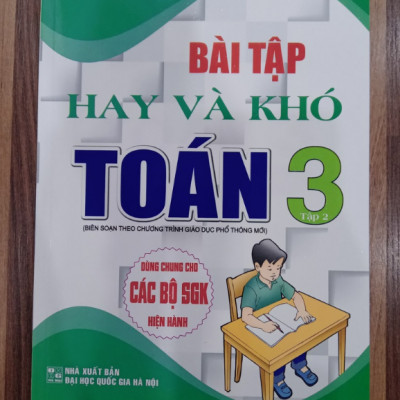 BÀI TẬP
HAY VÀ KHÓ
TOÁN 3
Tập 2
(BIÊN SOẠN THEO CHƯƠNG TRÌNH GIÁO DỤC PHỔ THÔNG MỚI)
DÙNG CHUNG CHO
CÁC BỘ SGK
HIỆN HÀNH
NHÀ XUẤT BẢN
ĐẠI HỌC QUỐC GIA HÀ NỘI